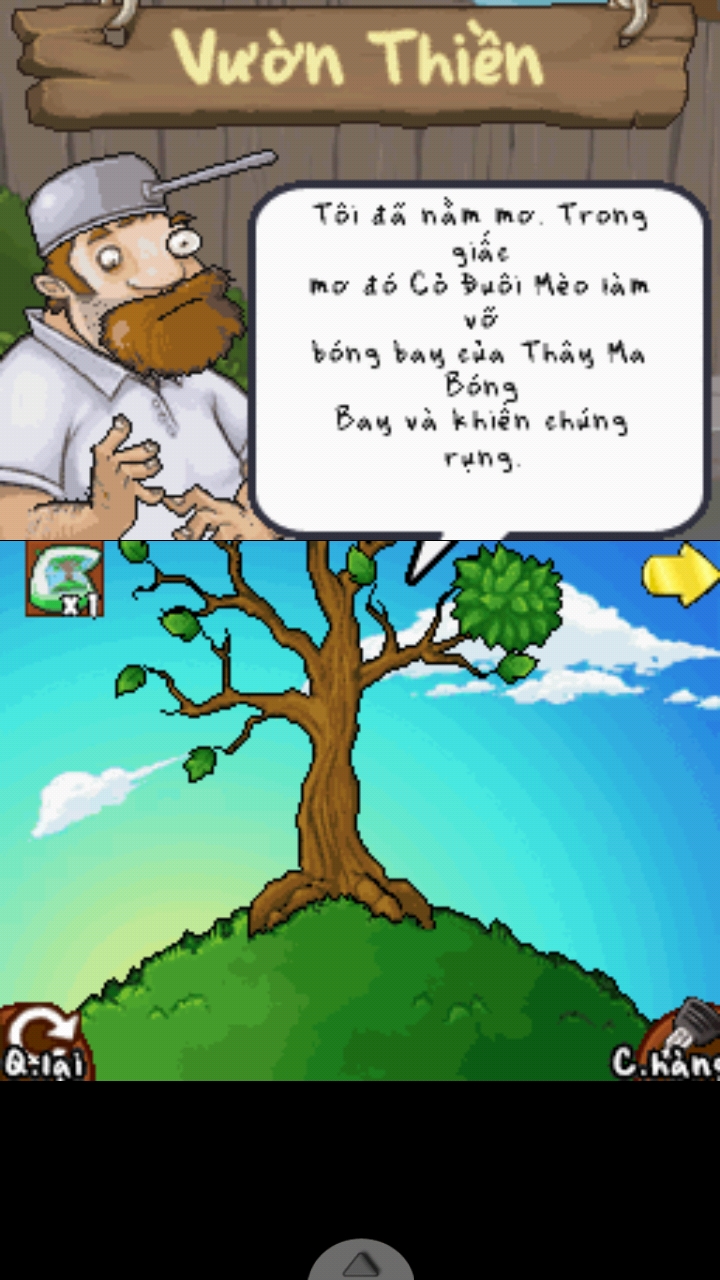 Vườn Thiền
Tôi đã nằm mơ. Trong
giấc
mơ đó Cỏ Đuôi Mèo làm
vỡ
bóng bay của Thây Ma
Bóng
Bay và khiến chúng
rụng.
x1
Q.lại
C.hàng